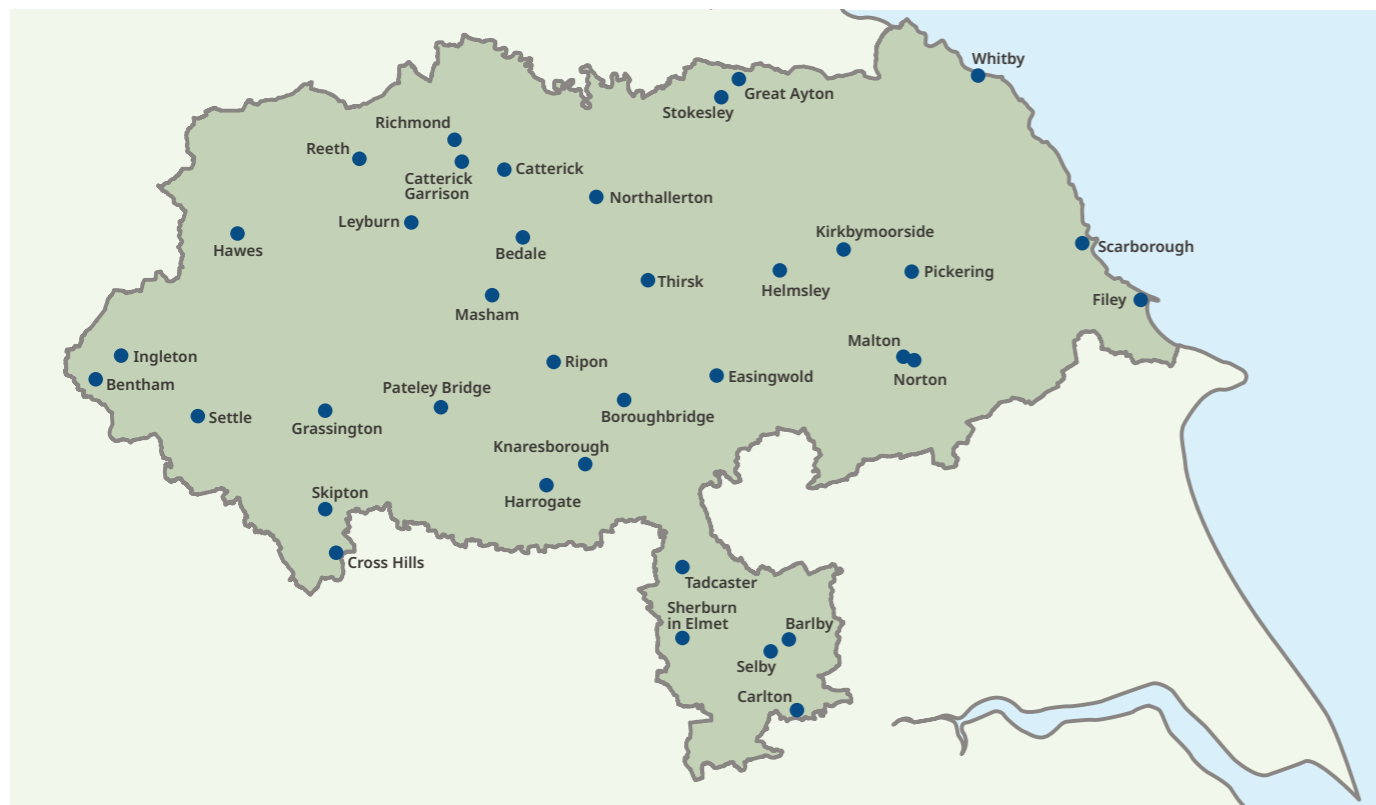 Whitby
Great Ayton
Stokesley
Richmond
Reeth
Catterick
Garrison
Catterick
Northallerton
Leyburn
Hawes
Bedale
Kirkbymoorside
Scarborough
Thirsk
Helmsley
Pickering
Filey
Masham
Malton
Norton
Ingleton
Bentham
Ripon
Easingwold
Pateley Bridge
Settle
Grassington
Boroughbridge
Knaresborough
Harrogate
Skipton
Cross Hills
Tadcaster
Sherburn
in Elmet
Barlby
Selby
Carlton